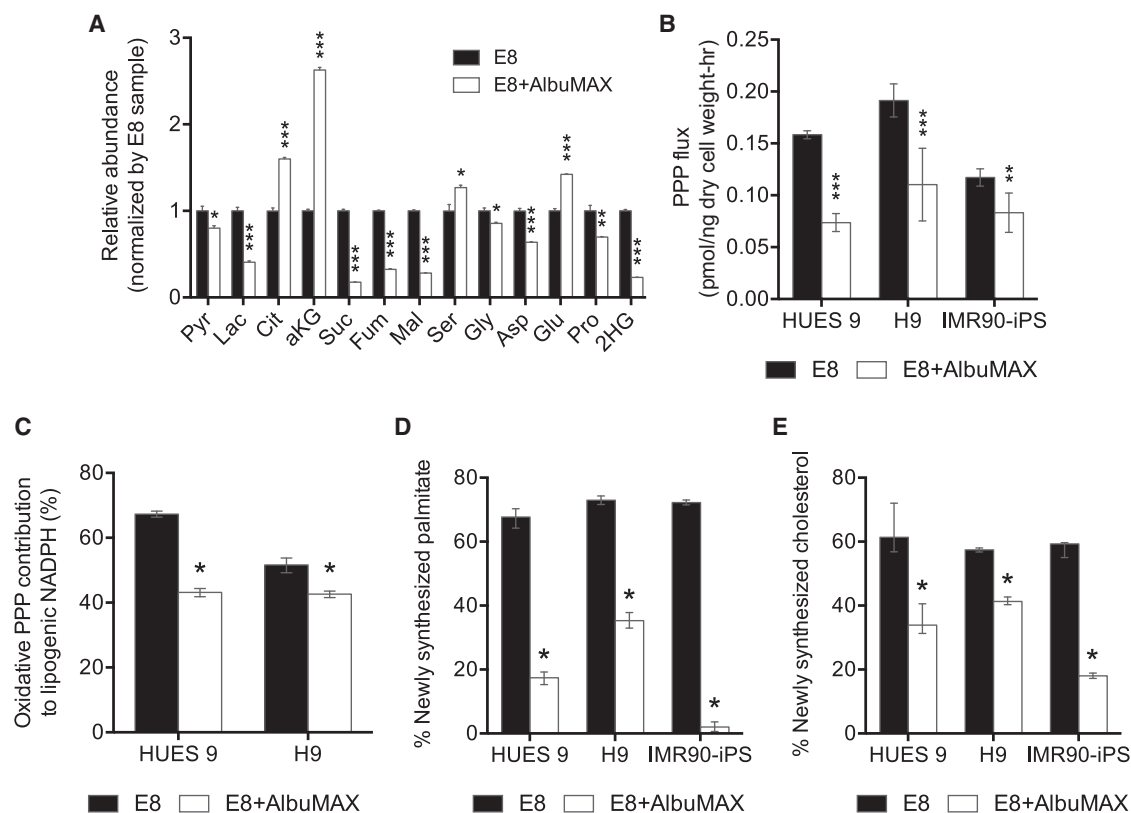 A
Relative abundance
(normalized by E8 sample)
3
2
1
0
E8
E8+AlbuMAX
*
***
***
***
***
***
***
*
*
***
***
**
***
Pyr
Lac
Cit
aKG
Suc
Fum
Mal
Ser
Gly
Asp
Glu
Pro
2HG
B
PPP flux
(pmol/ng dry cell weight-hr)
0.25
0.20
0.15
0.10
0.05
0.00
***
***
**
HUES 9
H9
IMR90-iPS
E8
E8+AlbuMAX
C
Oxidative PPP contribution
to lipogenic NADPH (%)
80
60
40
20
0
*
*
HUES 9
H9
E8
E8+AlbuMAX
D
% Newly synthesized palmitate
80
60
40
20
0
*
*
*
HUES 9
H9
IMR90-iPS
E8
E8+AlbuMAX
E
% Newly synthesized cholesterol
80
60
40
20
0
*
*
*
HUES 9
H9
IMR90-iPS
E8
E8+AlbuMAX